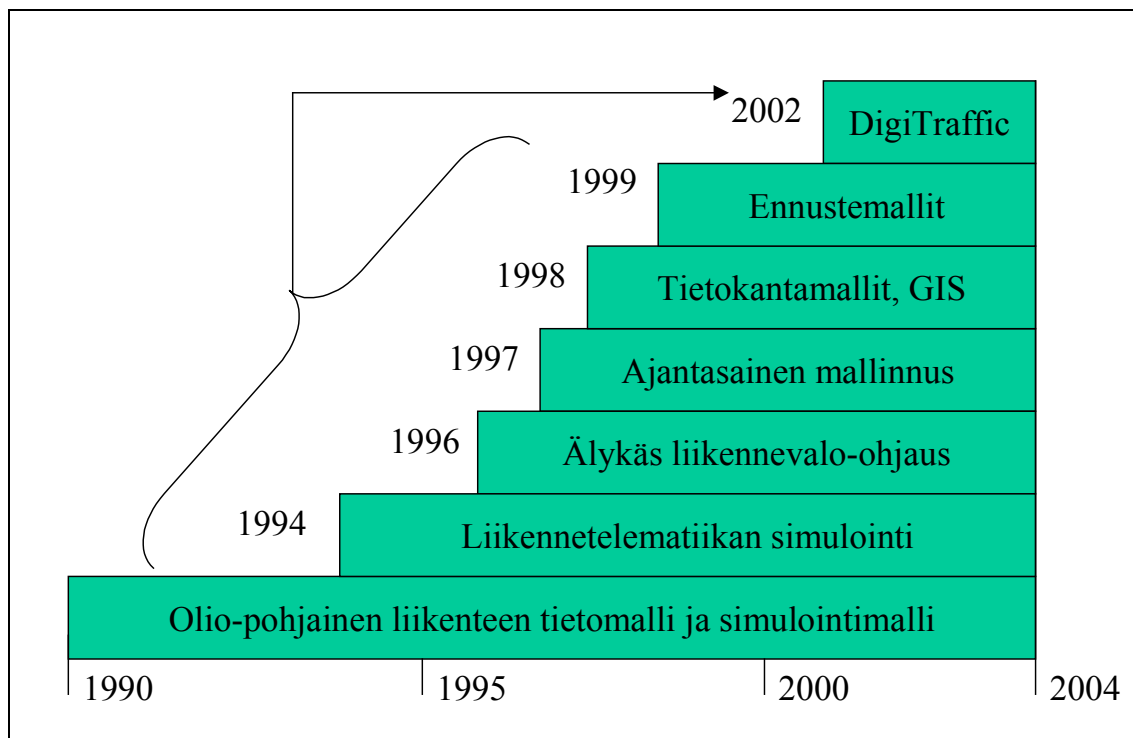 2002
DigiTraffic
1999
Ennustemallit
1998
Tietokantamallit, GIS
1997
Ajantasainen mallinnus
1996
Älykäs liikennevalo-ohjaus
1994
Liikennetelematiikan simulointi
Olio-pohjainen liikenteen tietomalli ja simulointimalli
1990
1995
2000
2004